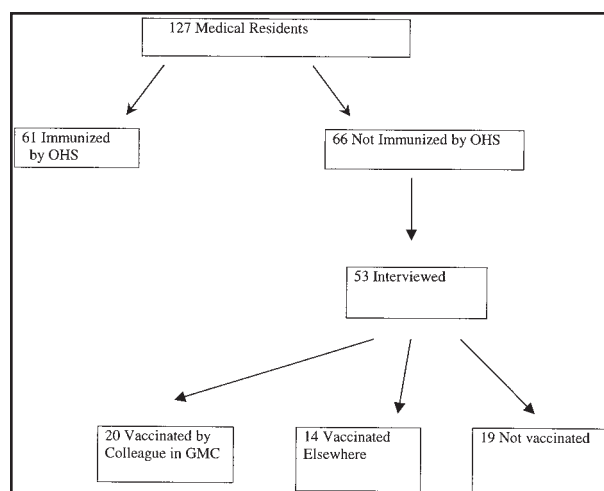 127 Medical Residents
61 Immunized
by OHS
66 Not Immunized by OHS
53 Interviewed
20 Vaccinated by
Colleague in GMC
14 Vaccinated
Elsewhere
19 Not vaccinated